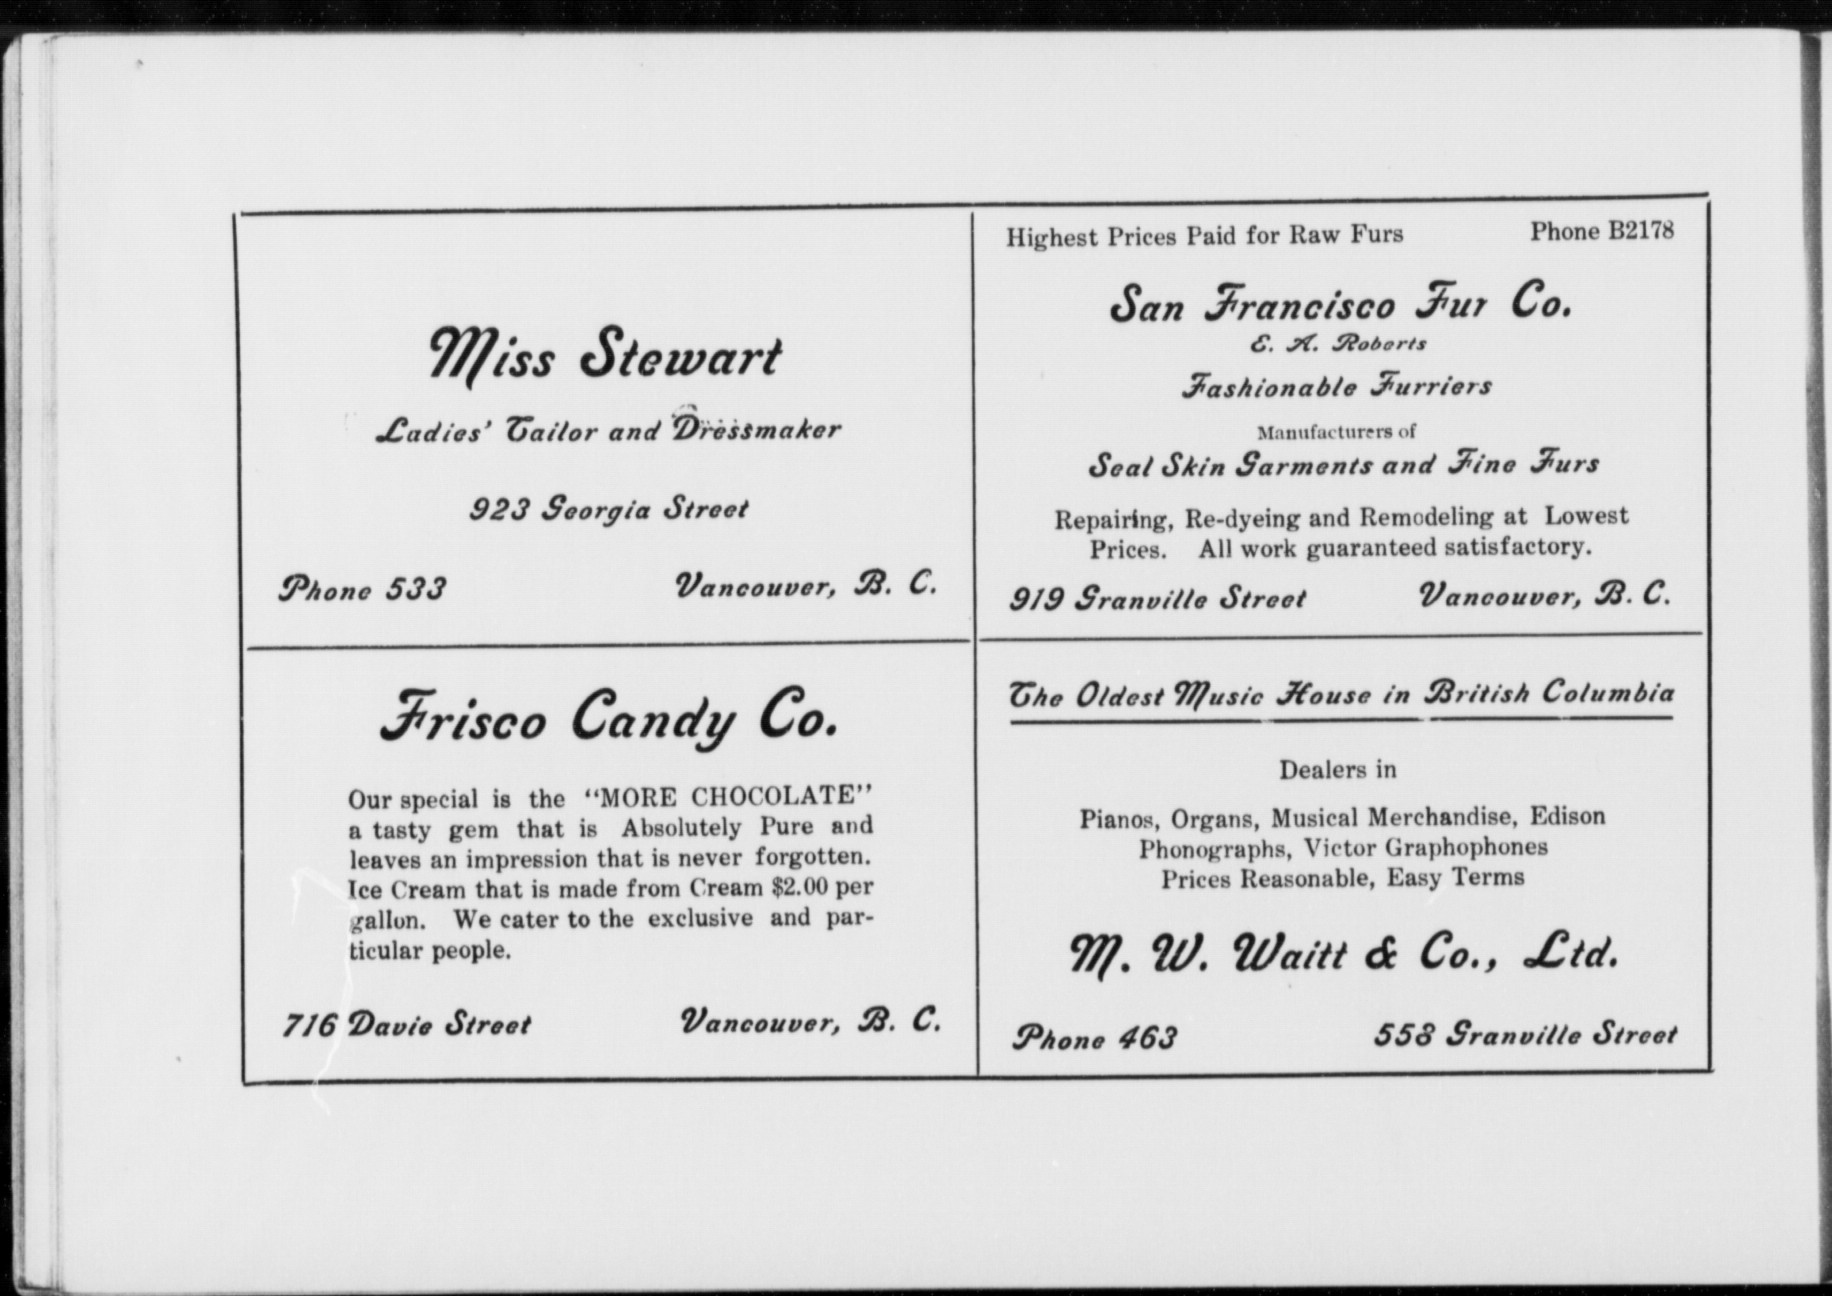 Miss Stewart
Ladies' Tailor and Dressmaker
923 Georgia Street
Phone 533 Vancouver, B. C.
Highest Prices Paid for Raw Furs Phone B2178
San Francisco Fur Co.
E. A. Roberts
Fashionable Furriers
Manufacturers of
Seal Skin Garments and Fine Furs
Repairing, Re-dyeing and Remodeling at Lowest
Prices. All work guaranteed satisfactory.
919 Granville Street Vancouver, B. C.
Frisco Candy Co.
Our special is the "MORE CHOCOLATE"
a tasty gem that is Absolutely Pure and
leaves an impression that is never forgotten.
Ice Cream that is made from Cream $2.00 per
gallon. We cater to the exclusive and par-
ticular people.
716 Davie Street Vancouver, B. C.
The Oldest Music House in British Columbia
Dealers in
Pianos, Organs, Musical Merchandise, Edison
Phonographs, Victor Graphophones
Prices Reasonable, Easy Terms
M. W. Waitt & Co., Ltd.
Phone 463 558 Granville Street